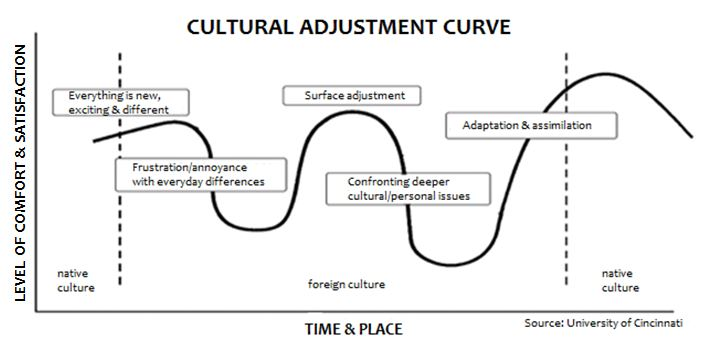 CULTURAL ADJUSTMENT CURVE
LEVEL OF COMFORT & SATISFACTION
Everything is new,
exciting & different
Surface adjustment
Adaptation & assimilation
Frustration/annoyance
with everyday differences
Confronting deeper
cultural/personal issues
native
culture
foreign culture
native
culture
TIME & PLACE
Source: University of Cincinnati